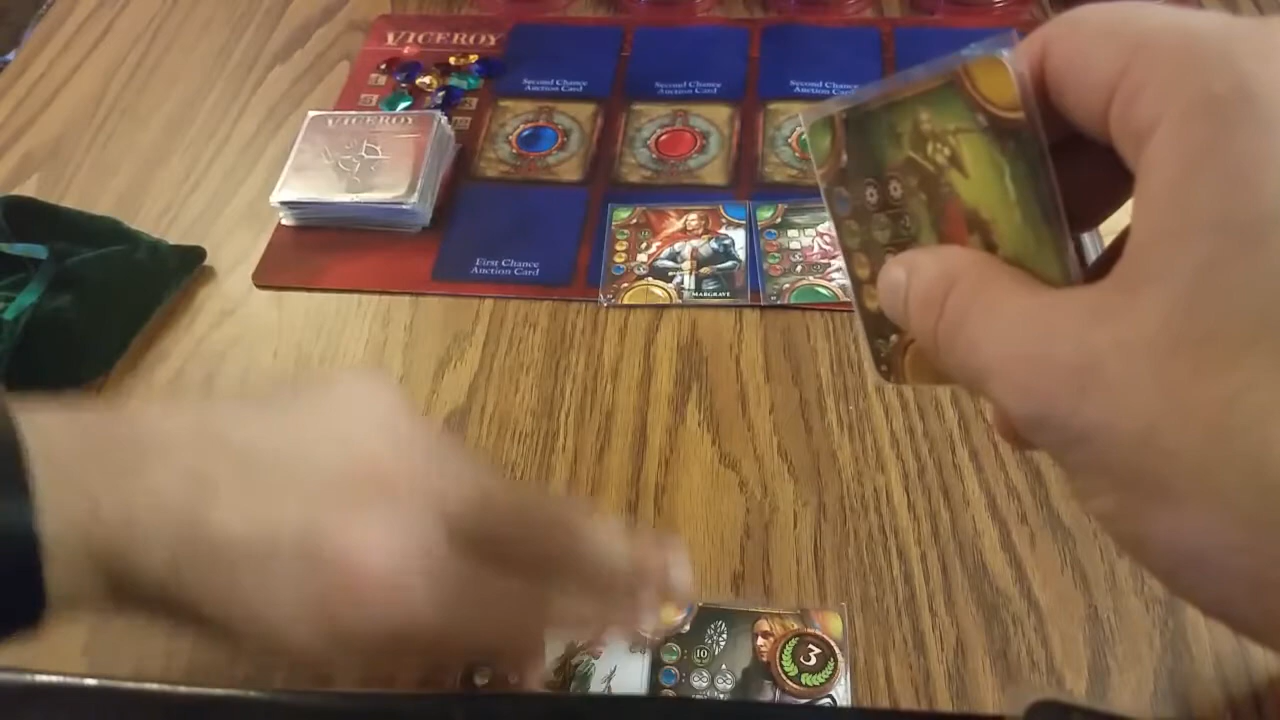 VICEROY
Second Chance
Auction Card
Second Chance
Auction Card
Second Chance
Auction Card
VICEROY
First Chance
Auction Card
MARGRAVE
10
3